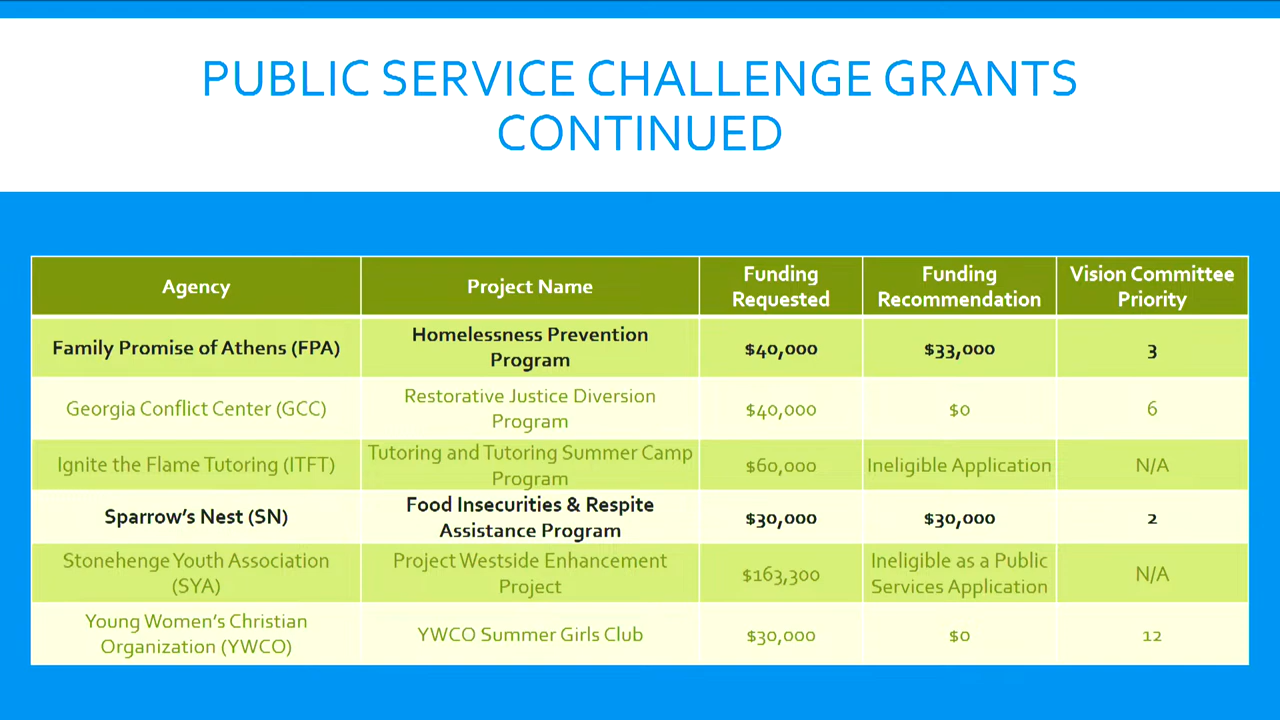 PUBLIC SERVICE CHALLENGE GRANTS
CONTINUED
Agency
Project Name
Funding
Requested
Funding
Recommendation
Vision Committee
Priority
Family Promise of Athens (FPA)
Homelessness Prevention
Program
$40,000
$33,000
3
Georgia Conflict Center (GCC)
Restorative Justice Diversion
Program
$40,000
$0
6
Ignite the Flame Tutoring (ITFT)
Tutoring and Tutoring Summer Camp
Program
$60,000
Ineligible Application
N/A
Sparrow's Nest (SN)
Food Insecurities & Respite
Assistance Program
$30,000
$30,000
2
Stonehenge Youth Association
(SYA)
Project Westside Enhancement
Project
$163,300
Ineligible as a Public
Services Application
N/A
Young Women's Christian
Organization (YWCO)
YWCO Summer Girls Club
$30,000
$0
12